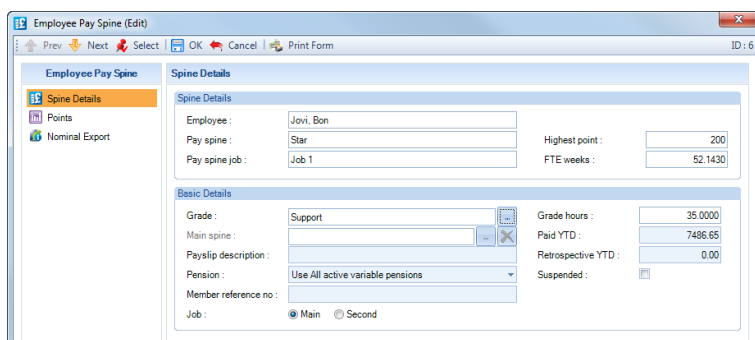 Employee Pay Spine (Edit)
Prev Next Select OK Cancel Print Form ID : 6
Employee Pay Spine
Spine Details
Points
Nominal Export
Spine Details
Spine Details
Employee : Jovi, Bon
Pay spine : Star Highest point : 200
Pay spine job : Job 1 FTE weeks : 52.1430
Basic Details
Grade : Support ... Grade hours : 35.0000
Main spine : ... Paid YTD : 7486.65
Payslip description : Retrospective YTD : 0.00
Pension : Use All active variable pensions Suspended :
Member reference no :
Job : Main Second